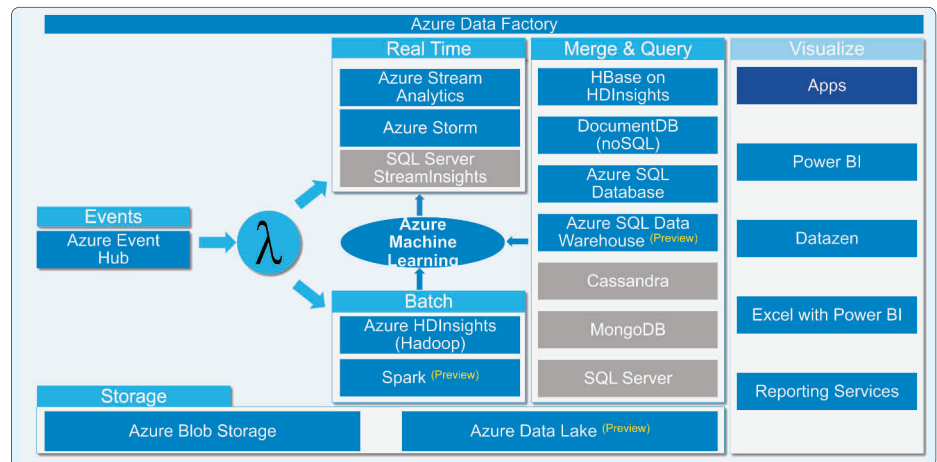 Azure Data Factory
Real Time
Azure Stream
Analytics
Azure Storm
SQL Server
StreamInsights
Merge & Query
HBase on
HDInsights
DocumentDB
(noSQL)
Azure SQL
Database
Azure SQL Data
Warehouse (Preview)
Cassandra
MongoDB
SQL Server
Visualize
Apps
Power BI
Datazen
Excel with Power BI
Reporting Services
Events
Azure Event
Hub
λ
Azure
Machine
Learning
Batch
Azure HDInsights
(Hadoop)
Spark (Preview)
Storage
Azure Blob Storage
Azure Data Lake (Preview)